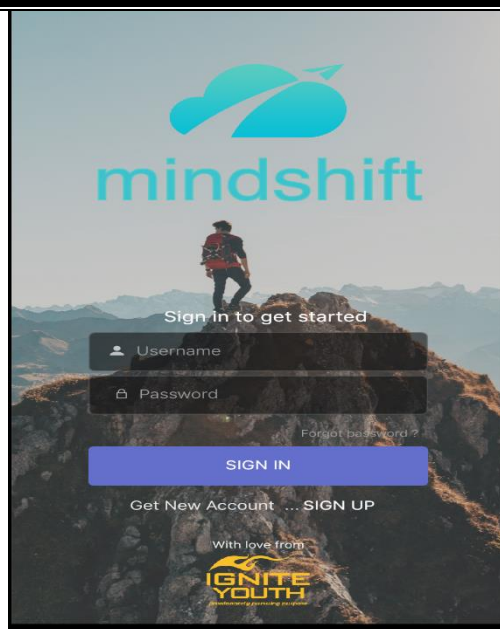 mindshift
Sign in to get started
Username
Password
Forgot password ?
SIGN IN
Get New Account ... SIGN UP
With love from
IGNITE
YOUTH